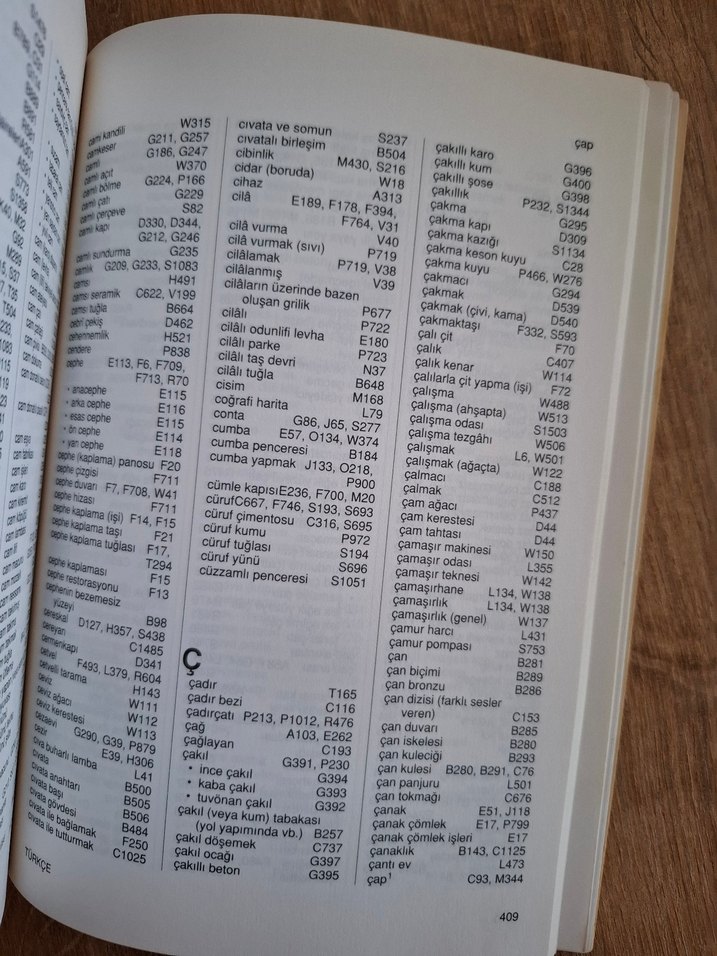 çap
cami kandili W315
camkeser G211, G257
camlı G186, G247
camlı açıt W370
camlı bölme G224, P166
camlı çatı G229
camlı çerçeve S82
camlı kapı D330, D344,
G212, G246
camlı sundurma G235
camlık G209, G233, S1083
camsı H491
camsı seramik C622, V199
camsı tuğla B664
cebri çekiş D462
cehennemlik H521
cendere P838
cephe E113, F6, F709,
F713, R70
• anacephe E115
• arka cephe E116
• esas cephe E115
• ön cephe E114
• yan cephe E118
cephe (kaplama) panosu F20
cephe çizgisi F711
cephe duvarı F7, F708, W41
cephe hizası F711
cephe kaplama (işi) F14, F15
cephe kaplama taşı F21
cephe kaplama tuğlası F17,
T294
cephe kaplaması F15
cephe restorasyonu F13
cephenin bezemesiz
yüzeyi B98
cereskal D127, H357, S438
cereyan C1485
cermenkapı D341
cetvel F493, L379, R604
cetvelli tarama H143
ceviz W111
ceviz ağacı W112
ceviz kerestesi W113
cezaevi G290, G39, P879
cezir E39, H306
cıva buharlı lamba L41
cıvata B500
cıvata anahtarı B505
cıvata başı B506
cıvata gövdesi B484
cıvata ile bağlamak F250
cıvata ile tutturmak C1025
cıvata ve somun S237
cıvatalı birleşim B504
cibinlik M430, S216
cidar (boruda) W18
cihaz A313
cilâ E189, F178, F394,
F764, V31
cilâ vurma V40
cilâ vurmak (sıvı) P719
cilâlamak P719, V38
cilâlanmış V39
cilâların üzerinde bazen
oluşan grilik P677
cilâlı P722
cilâlı odunlifi levha E180
cilâlı parke P723
cilâlı taş devri N37
cilâlı tuğla B648
cisim M168
coğrafi harita L79
conta G86, J65, S277
cumba E57, O134, W374
cumba penceresi B184
cumba yapmak J133, O218,
P900
cümle kapısıE236, F700, M20
cürufC667, F746, S193, S693
cüruf çimentosu C316, S695
cüruf kumu P972
cüruf tuğlası S194
cüruf yünü S696
cüzzamlı penceresi S1051
Ç
çadır T165
çadır bezi C116
çadırçatı P213, P1012, R476
çağ A103, E262
çağlayan C193
çakıl G391, P230
• ince çakıl G394
• kaba çakıl G393
• tuvönan çakıl G392
çakıl (veya kum) tabakası
(yol yapımında vb.) B257
çakıl döşemek C737
çakıl ocağı G397
çakıllı beton G395
çakıllı karo G396
çakıllı kum G400
çakıllı şose G398
çakıllık P232, S1344
çakma G295
çakma kapı D309
çakma kazığı S1134
çakma keson kuyu C28
çakma kuyu P466, W276
çakmacı G294
çakmak D539
çakmak (çivi, kama) D540
çakmaktaşı F332, S593
çalı çit F70
çalık C407
çalık kenar W114
çalılarla çit yapma (işi) F72
çalışma W488
çalışma (ahşapta) W513
çalışma odası S1503
çalışma tezgâhı W506
çalışmak L6, W501
çalışmak (ağaçta) W122
çalmacı C188
çalmak C512
çam ağacı P437
çam kerestesi D44
çam tahtası D44
çamaşır makinesi W150
çamaşır odası L355
çamaşır teknesi W142
çamaşırhane L134, W138
çamaşırlık L134, W138
çamaşırlık (genel) W137
çamur harcı L431
çamur pompası S753
çan B281
çan biçimi B289
çan bronzu B286
çan dizisi (farklı sesler
veren) C153
çan duvarı B285
çan iskelesi B280
çan kuleciği B293
çan kulesi B280, B291, C76
çan panjuru L501
çan tokmağı C676
çanak E51, J118
çanak çömlek E17, P799
çanak çömlek işleri E17
çanaklık B143, C1125
çantı ev L473
çap¹ C93, M344
TÜRKÇE
409